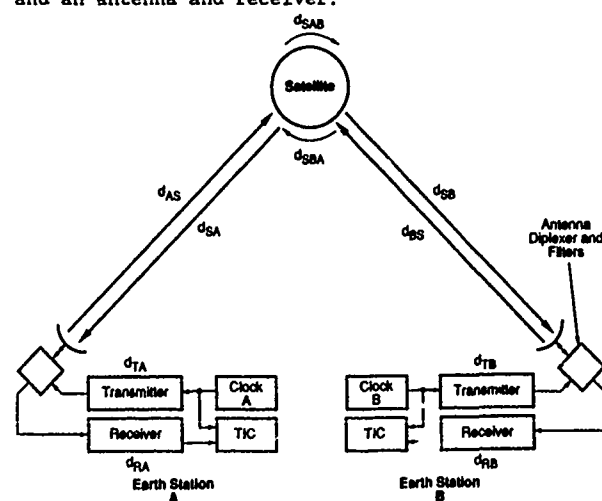 and an antenna and receiver.
dSAB
Satellite
dSBA
dAS
dSA
dSB
dBS
Antenna
Diplexer and
Filters
dTA
Transmitter
Clock
A
Receiver
TIC
dRA
Earth Station
A
dTB
Clock
B
Transmitter
TIC
Receiver
dRB
Earth Station
B